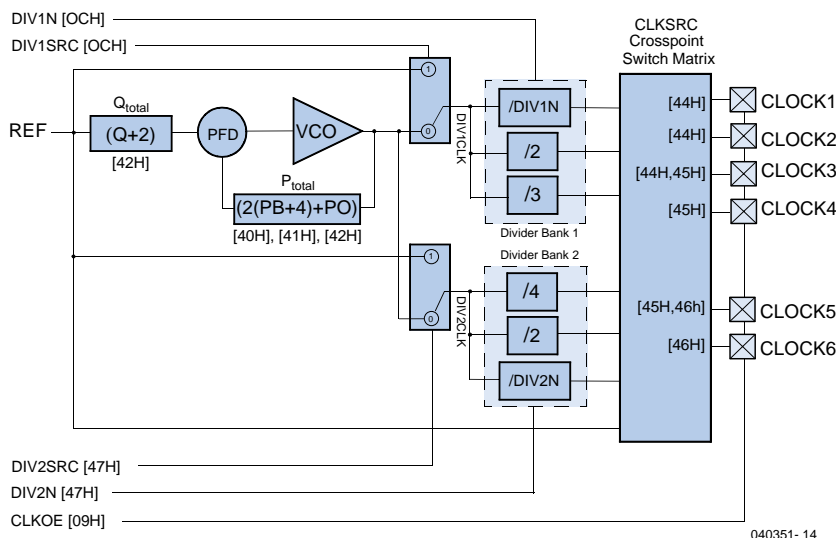 DIV1N [OCH]
DIV1SRC [OCH]
CLKSRC
Crosspoint
Switch Matrix
1
Qtotal
REF
(Q+2)
[42H]
PFD
VCO
0
DIV1CLK
/DIV1N
/2
/3
Divider Bank 1
Ptotal
(2(PB+4)+PO)
[40H], [41H], [42H]
[44H]
CLOCK1
[44H]
CLOCK2
[44H,45H]
CLOCK3
[45H]
CLOCK4
Divider Bank 2
1
0
DIV2CLK
/4
/2
/DIV2N
[45H,46h]
CLOCK5
[46H]
CLOCK6
DIV2SRC [47H]
DIV2N [47H]
CLKOE [09H]
040351- 14